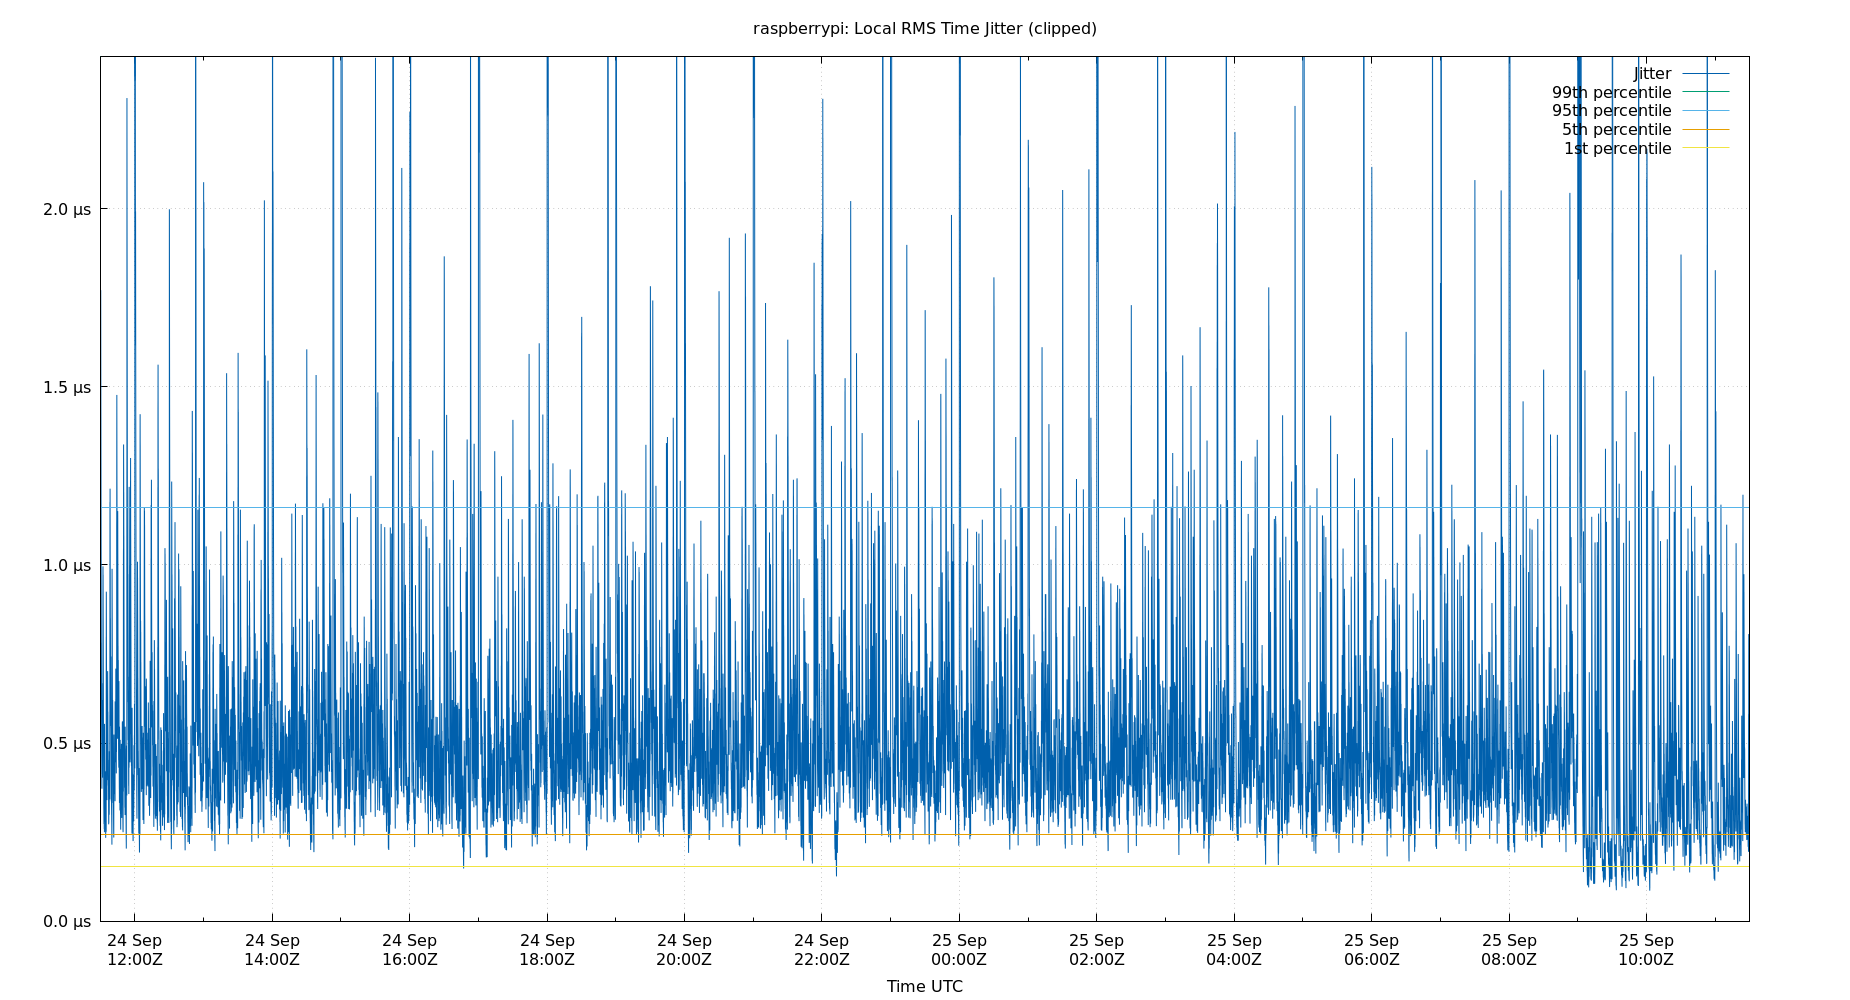 raspberrypi: Local RMS Time Jitter (clipped)
Jitter
99th percentile
95th percentile
5th percentile
1st percentile
2.0 μs
1.5 μs
1.0 μs
0.5 μs
0.0 μs
24 Sep 24 Sep 24 Sep 24 Sep 24 Sep 24 Sep 25 Sep 25 Sep 25 Sep 25 Sep 25 Sep 25 Sep
12:00Z 14:00Z 16:00Z 18:00Z 20:00Z 22:00Z 00:00Z 02:00Z 04:00Z 06:00Z 08:00Z 10:00Z
Time UTC